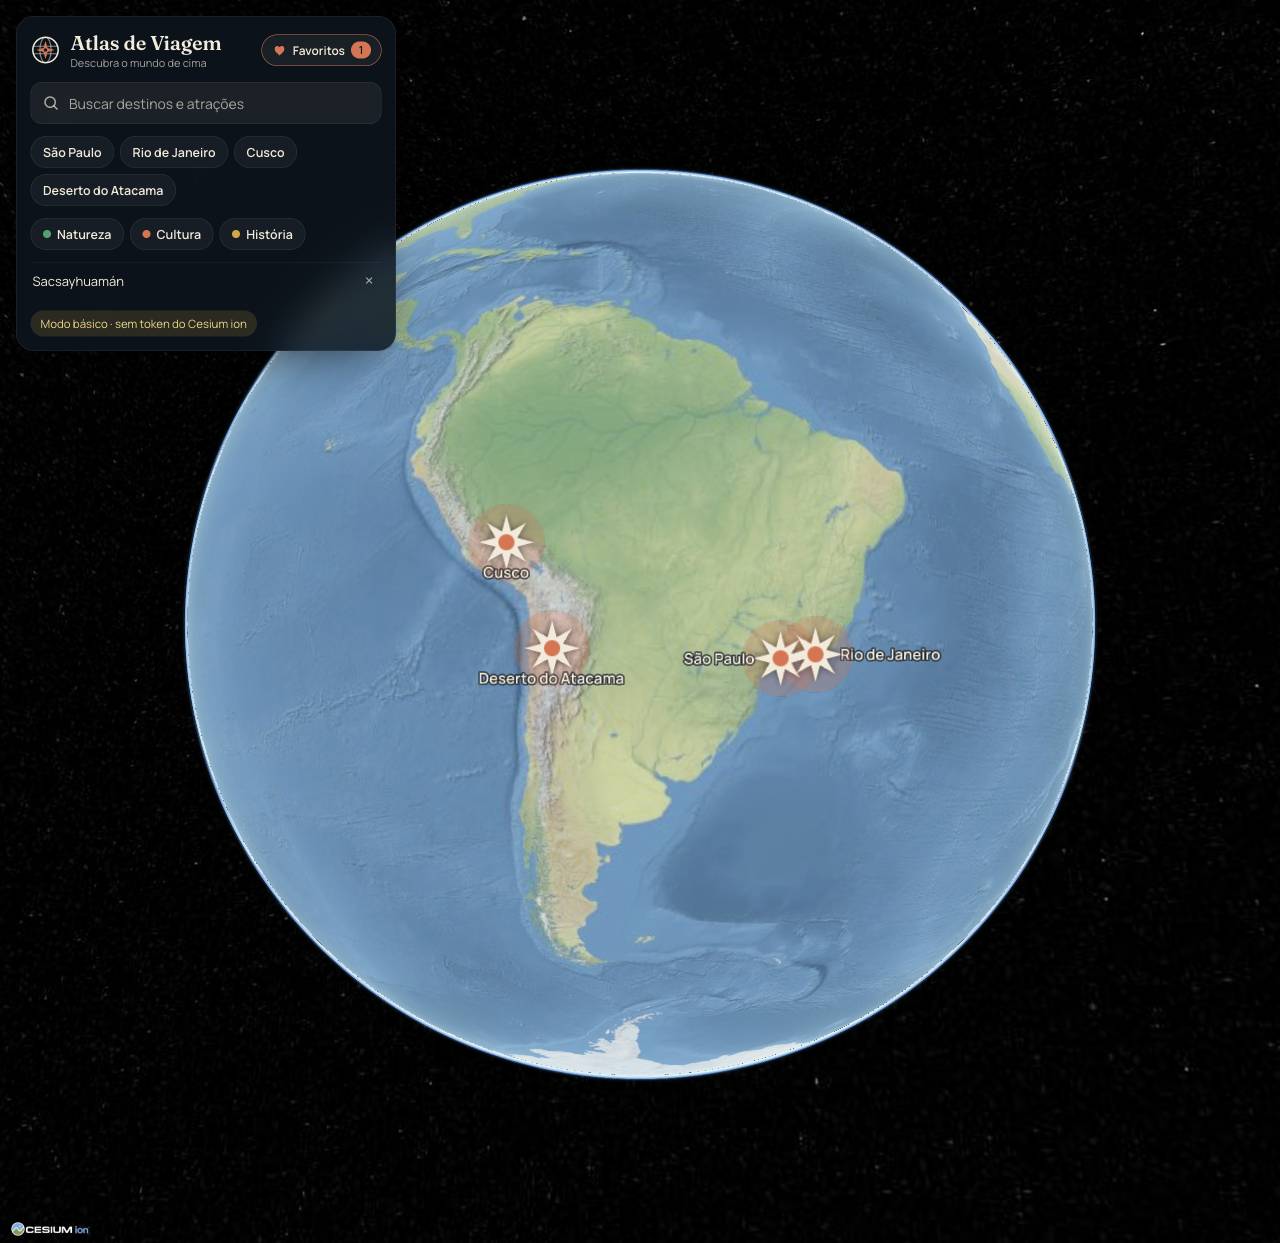 Atlas de Viagem
Descubra o mundo de cima
Favoritos 1
Buscar destinos e atrações
São Paulo Rio de Janeiro Cusco
Deserto do Atacama
Natureza Cultura História
Sacsayhuamán ×
Modo básico · sem token do Cesium ion
Cusco
Deserto do Atacama
São Paulo
Rio de Janeiro
CESIUM ion